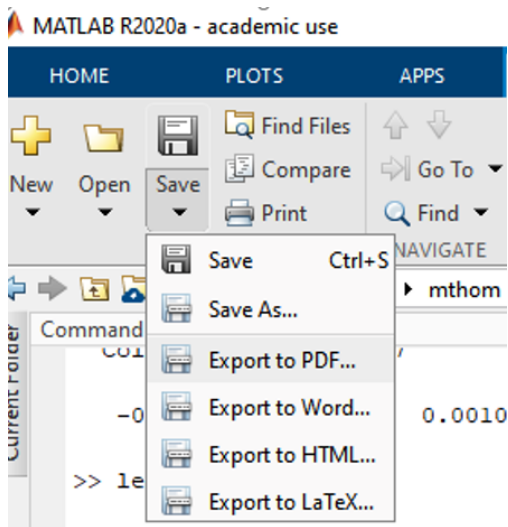 MATLAB R2020a - academic use
HOME PLOTS APPS
New Open Save Find Files Compare Print Go To Find
NAVIGATE
Save Ctrl+S
Save As...
Export to PDF...
Export to Word...
Export to HTML...
Export to LaTeX...
mthom
Current Folder
Command
-0 0.0010
>> le